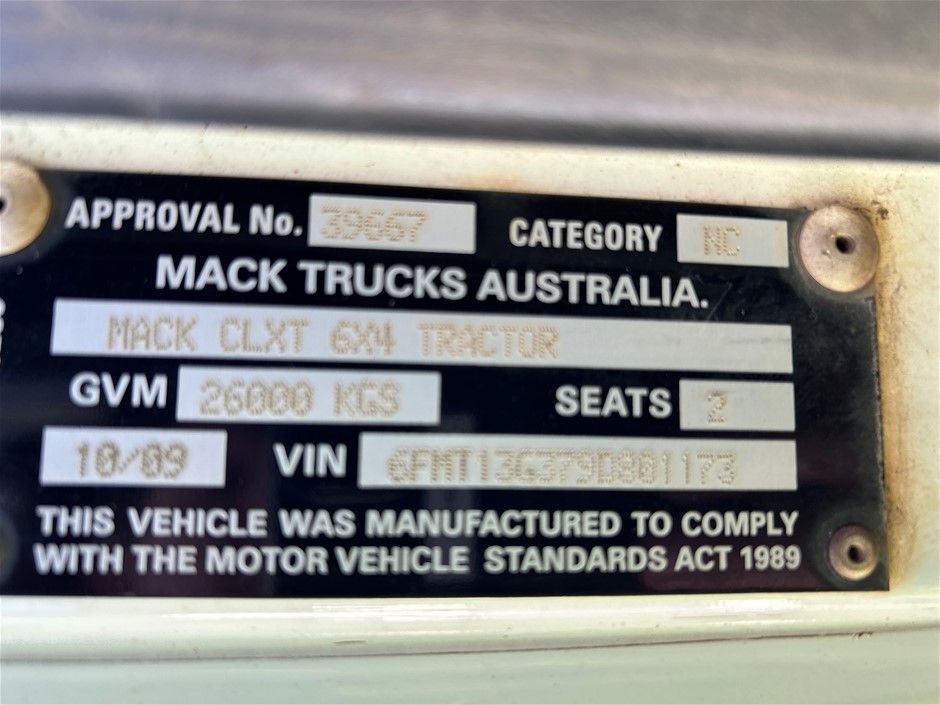 APPROVAL No. 39667 CATEGORY NC
MACK TRUCKS AUSTRALIA.
MACK CLXT 6X4 TRACTOR
GVM 26000 KGS SEATS 2
10/09 VIN
THIS VEHICLE WAS MANUFACTURED TO COMPLY
WITH THE MOTOR VEHICLE STANDARDS ACT 1989